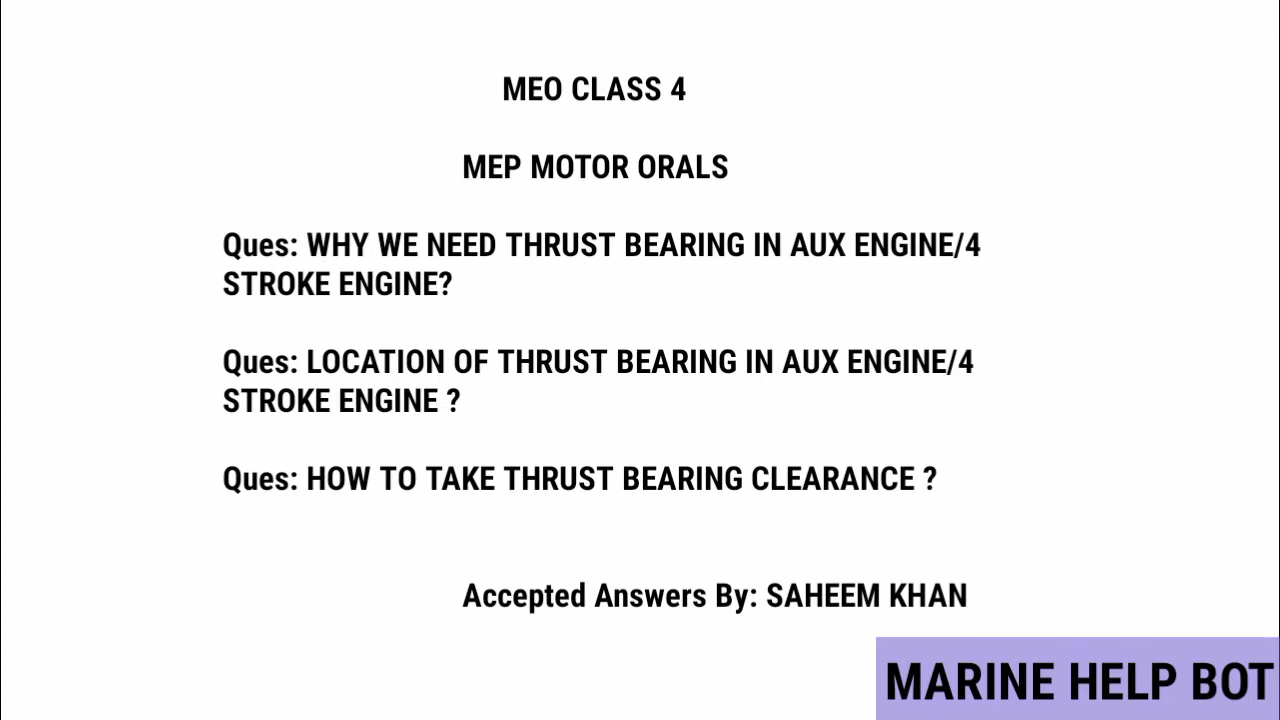 MEO CLASS 4
MEP MOTOR ORALS
Ques: WHY WE NEED THRUST BEARING IN AUX ENGINE/4
STROKE ENGINE?
Ques: LOCATION OF THRUST BEARING IN AUX ENGINE/4
STROKE ENGINE ?
Ques: HOW TO TAKE THRUST BEARING CLEARANCE ?
Accepted Answers By: SAHEEM KHAN
MARINE HELP BOT